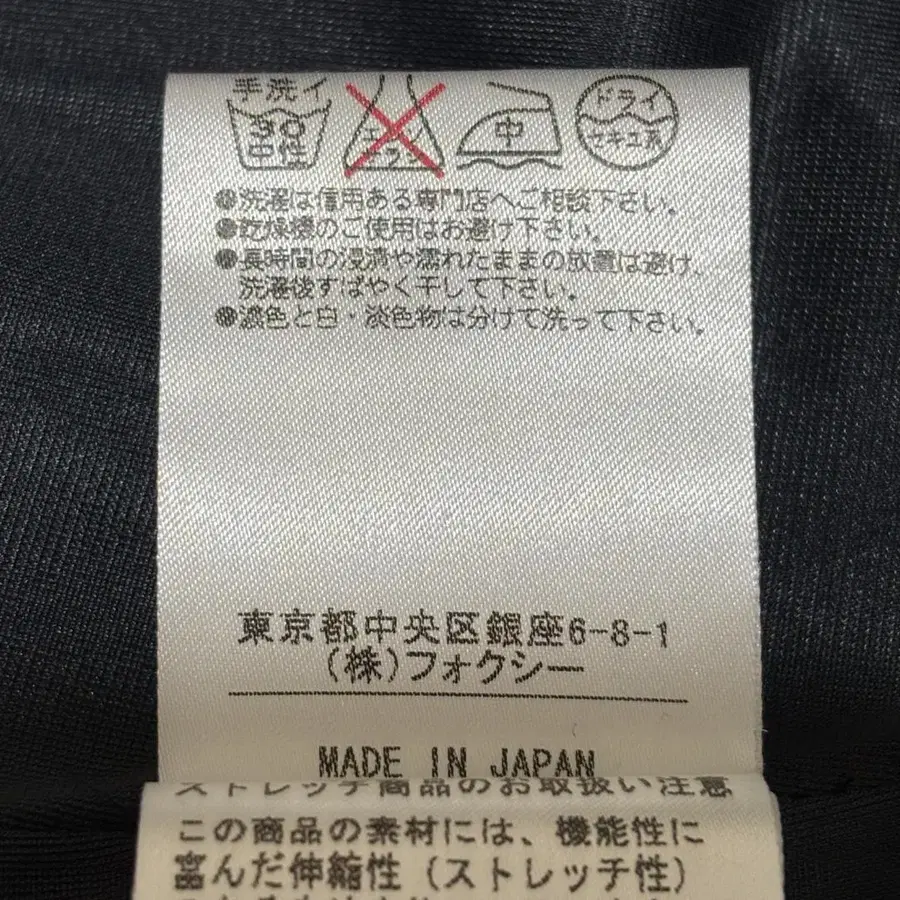 手洗イ ドライ
30 エンソ 中 セキユ系
中性 サラシ
●洗濯は信用ある専門店へご相談下さい。
●乾燥機のご使用はお避け下さい。
●長時間の浸漬や濡れたままの放置は避け、
洗濯後すばやく干して下さい。
●濃色と白・淡色物は分けて洗って下さい。
東京都中央区銀座6-8-1
(株)フォクシー
MADE IN JAPAN
ストレッチ商品のお取扱い注意
この商品の素材には、機能性に
富んだ伸縮性(ストレッチ性)